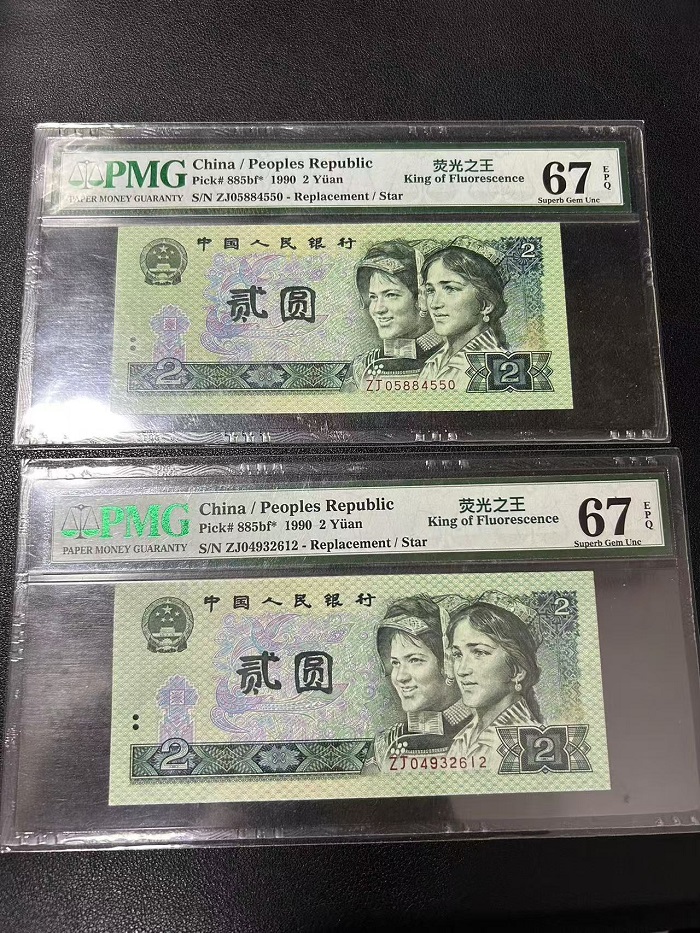 PMG
PAPER MONEY GUARANTY
China / Peoples Republic
Pick# 885bf* 1990 2 Yüan
S/N ZJ05884550 - Replacement / Star
荧光之王
King of Fluorescence
67
EPQ
Superb Gem Unc
中国人民银行
2
贰圆
2
ZJ05884550
2
PMG
PAPER MONEY GUARANTY
China / Peoples Republic
Pick# 885bf* 1990 2 Yüan
S/N ZJ04932612 - Replacement / Star
荧光之王
King of Fluorescence
67
EPQ
Superb Gem Unc
中国人民银行
2
贰圆
2
ZJ04932612
2